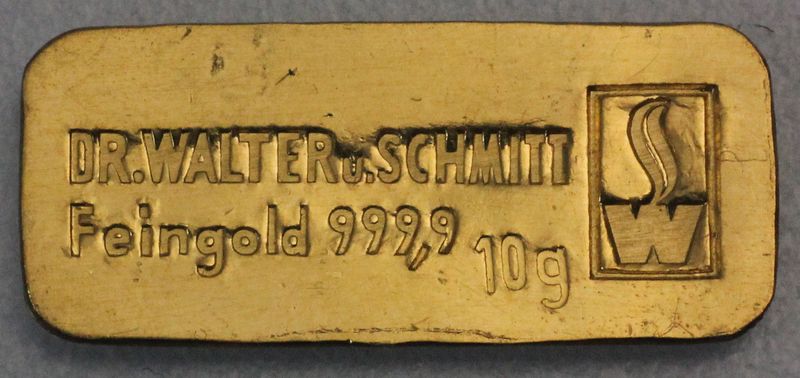 DR.WALTER u. SCHMITT
Feingold 999,9
10g
W